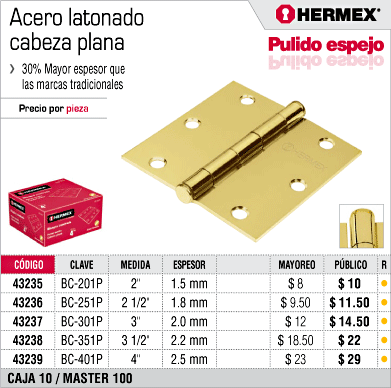 Acero latonado
cabeza plana
HERMEX®
Pulido espejo
30% Mayor espesor que
las marcas tradicionales
Precio por pieza
HERMEX
HERMEX
4"
CÓDIGO CLAVE MEDIDA ESPESOR MAYOREO PÚBLICO R
43235 BC-201P 2" 1.5 mm $ 8 $ 10
43236 BC-251P 2 1/2" 1.8 mm $ 9.50 $ 11.50
43237 BC-301P 3" 2.0 mm $ 12 $ 14.50
43238 BC-351P 3 1/2" 2.2 mm $ 18.50 $ 22
43239 BC-401P 4" 2.5 mm $ 23 $ 29
CAJA 10 / MASTER 100